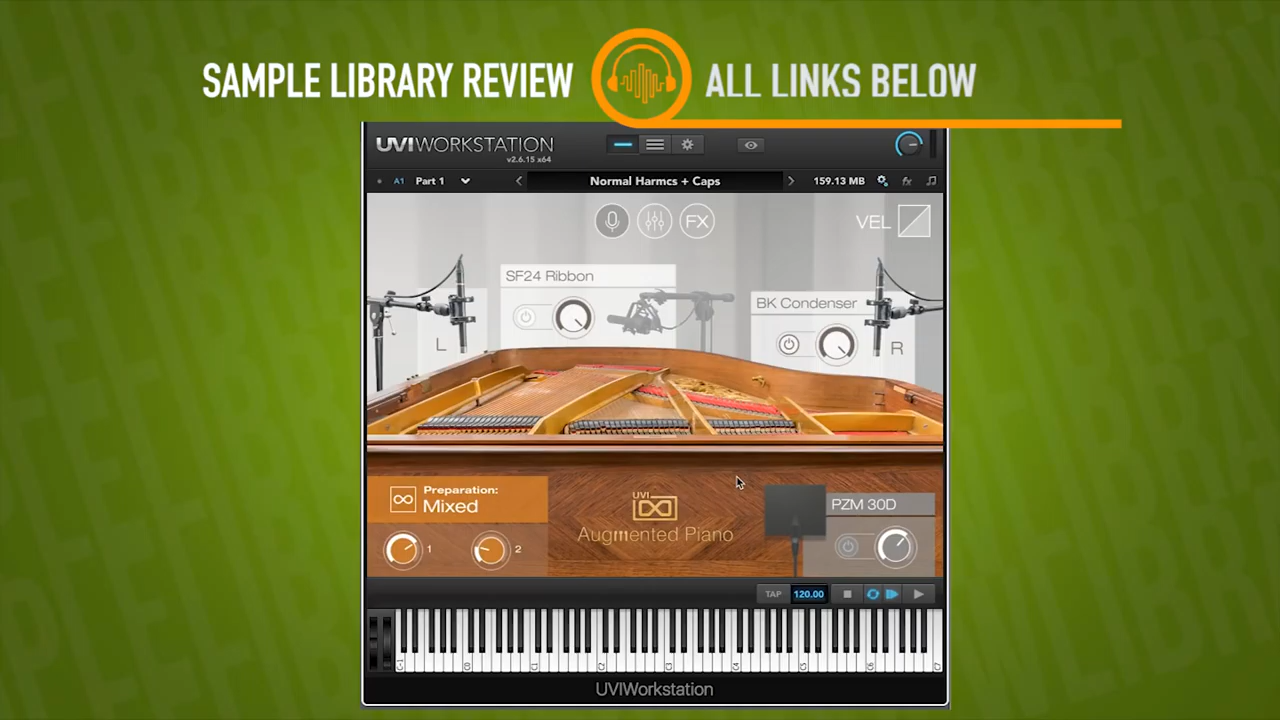 SAMPLE LIBRARY REVIEW
ALL LINKS BELOW
UVIWORKSTATION
v2.6.15 x64
A1 Part 1
Normal Harmcs + Caps
159.13 MB
fx
FX
VEL
SF24 Ribbon
BK Condenser
L
R
Preparation:
Mixed
1
2
UVI
Augmented Piano
PZM 30D
TAP
120.00
UVIWorkstation